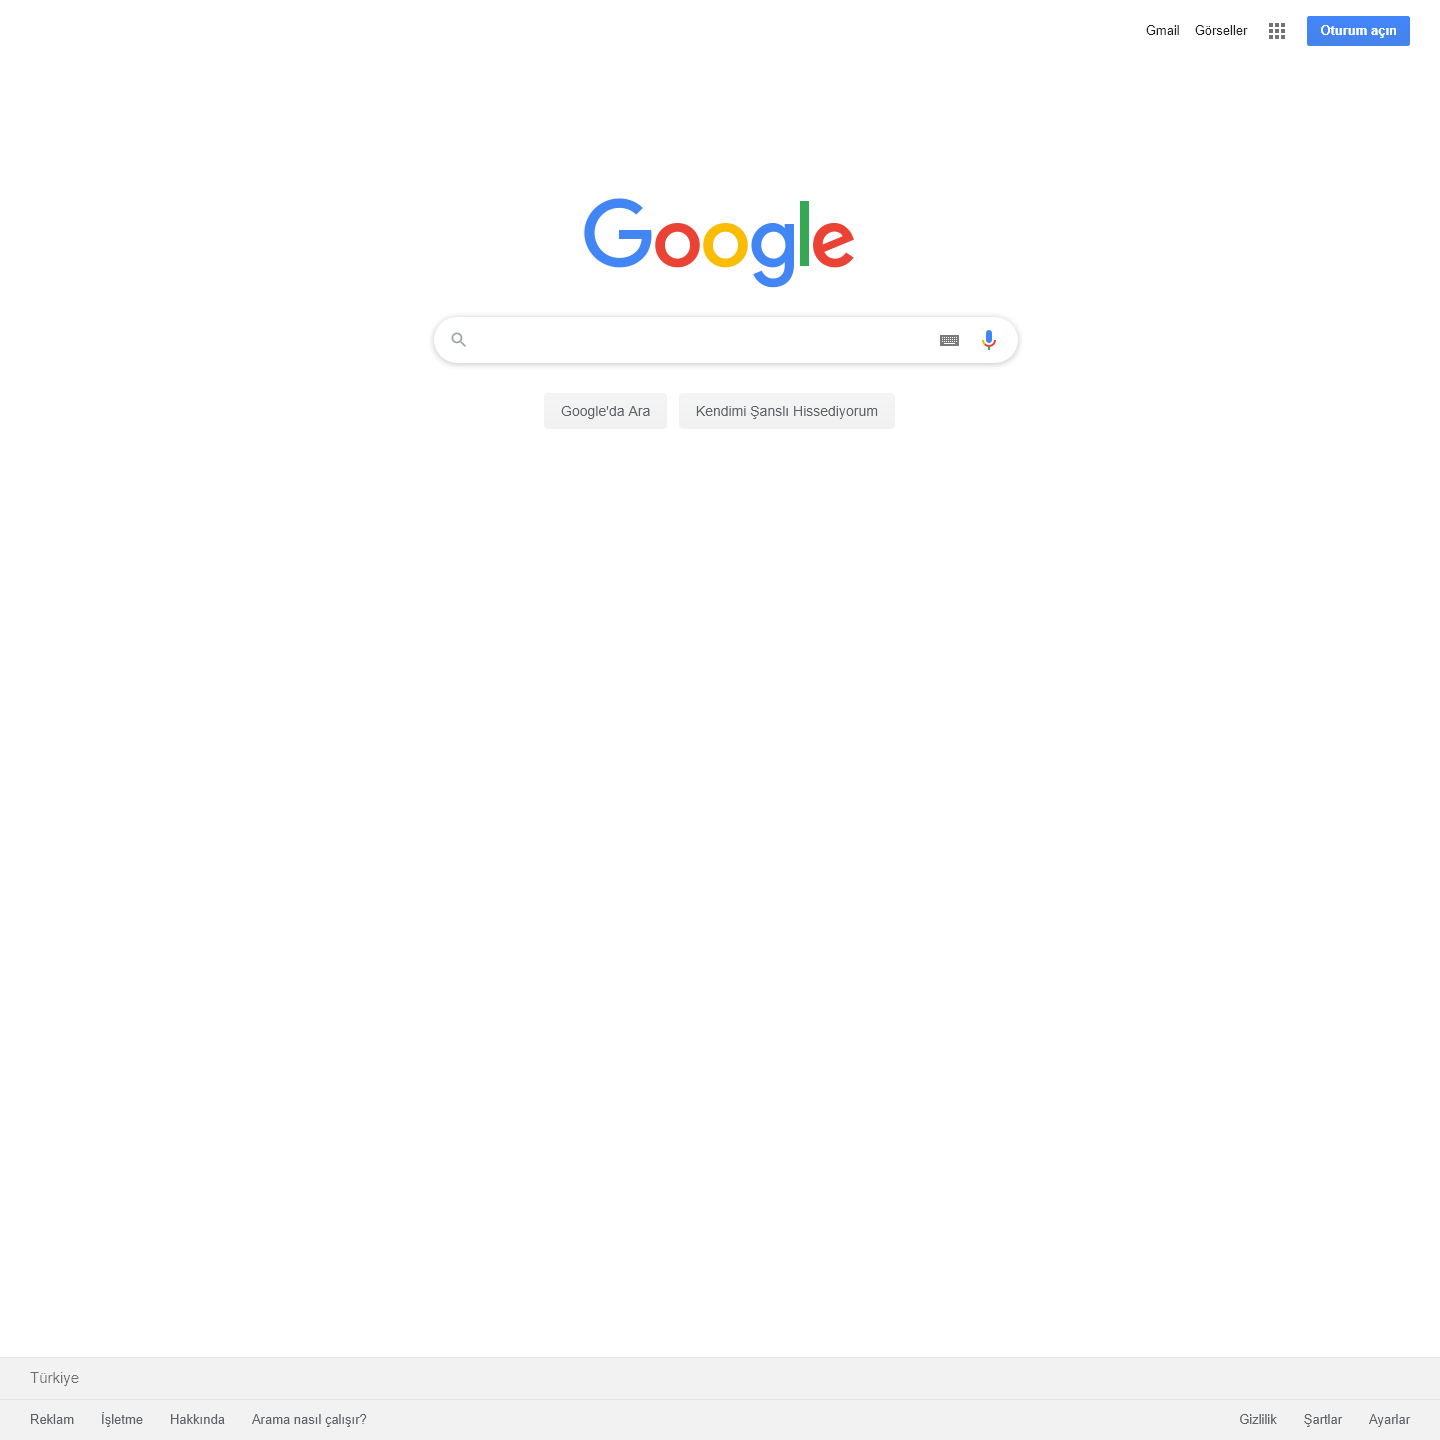 Gmail Görseller Oturum açın
Google
Google'da Ara Kendimi Şanslı Hissediyorum
Türkiye
Reklam İşletme Hakkında Arama nasıl çalışır? Gizlilik Şartlar Ayarlar